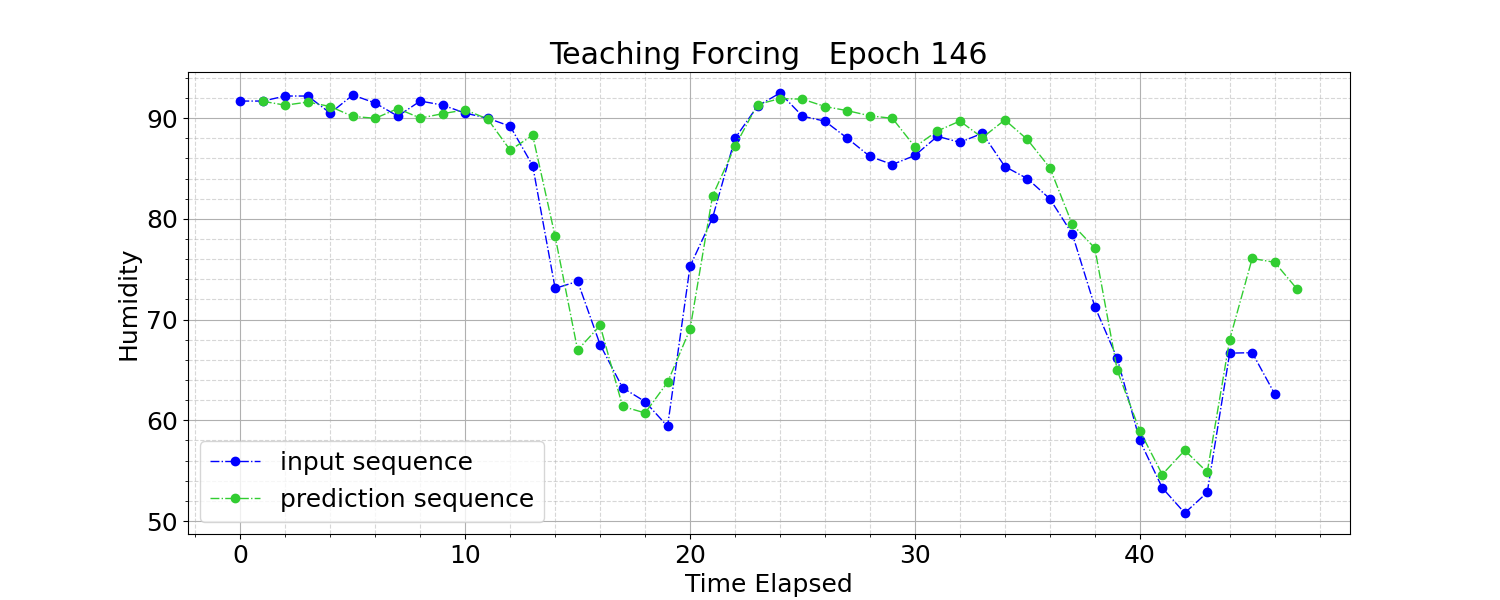 Teaching Forcing   Epoch 146
90
80
70
60
50
Humidity
input sequence
prediction sequence
0 10 20 30 40
Time Elapsed